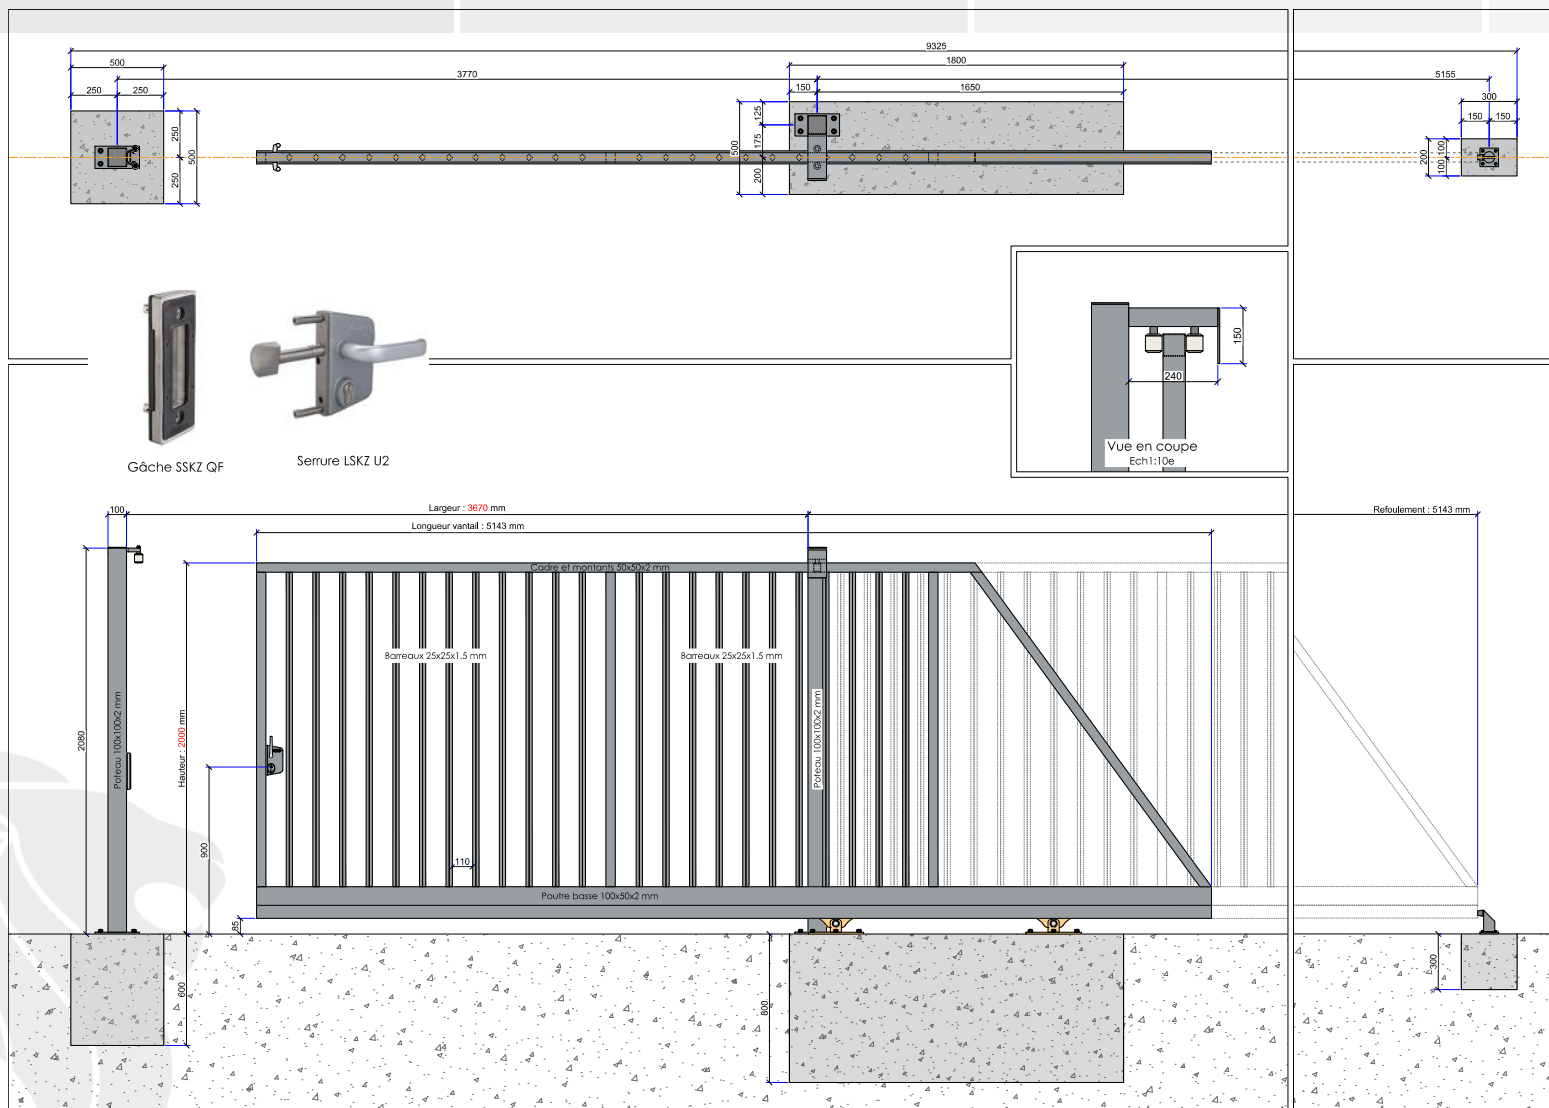 9325
500
1800
3770
5155
250
250
150
1650
300
150
150
250
500
250
500
125
175
200
200
100
100
150
240
Vue en coupe
Ech1:10e
Gâche SSKZ QF
Serrure LSKZ U2
100
Largeur : 3670 mm
Refoulement : 5143 mm
Longueur vantail : 5143 mm
Cadre et montants 50x50x2 mm
Barreaux 25x25x1.5 mm
Barreaux 25x25x1.5 mm
2080
Poteau 100x100x2 mm
Hauteur : 2000 mm
Poteau 100x100x2 mm
900
110
Poutre basse 100x50x2 mm
85
600
800
300